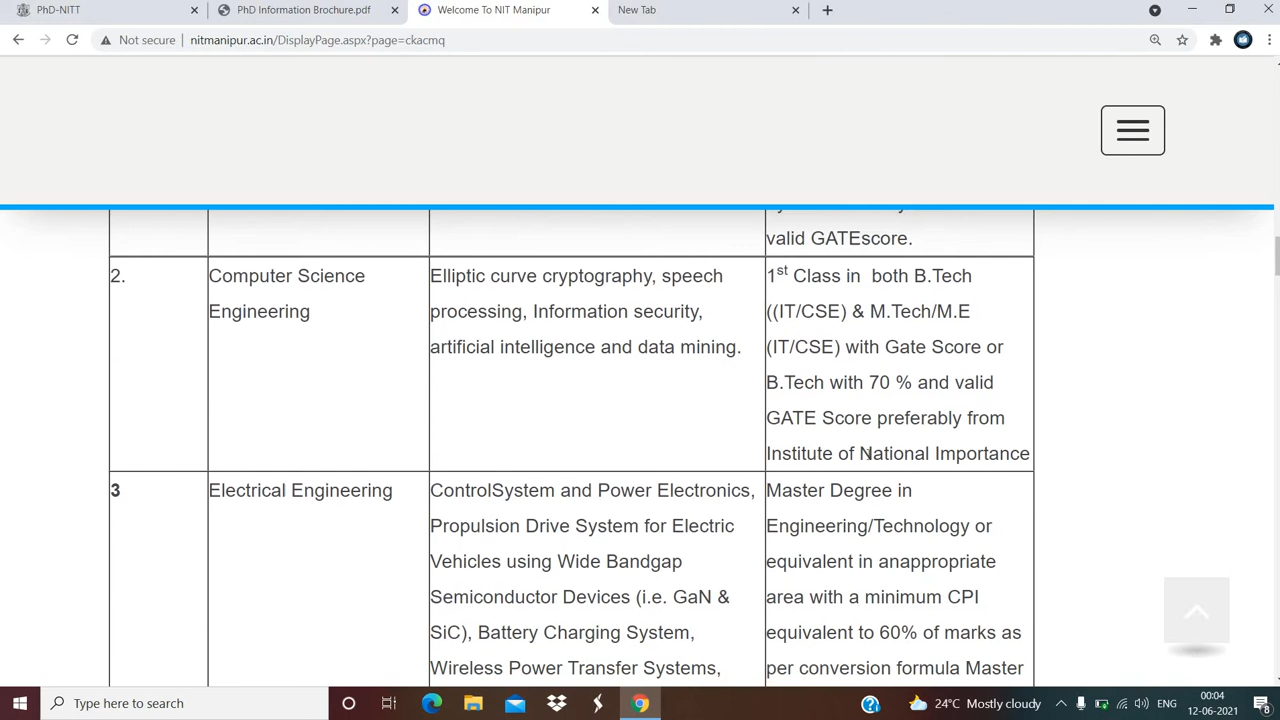 PhD-NITT
PhD Information Brochure.pdf
Welcome To NIT Manipur
New Tab
Not secure
nitmanipur.ac.in/DisplayPage.aspx?page=ckacmq
valid GATEscore.
2.
Computer Science
Engineering
Elliptic curve cryptography, speech
processing, Information security,
artificial intelligence and data mining.
1st Class in both B.Tech
((IT/CSE) & M.Tech/M.E
(IT/CSE) with Gate Score or
B.Tech with 70 % and valid
GATE Score preferably from
Institute of National Importance
3
Electrical Engineering
ControlSystem and Power Electronics,
Propulsion Drive System for Electric
Vehicles using Wide Bandgap
Semiconductor Devices (i.e. GaN &
SiC), Battery Charging System,
Wireless Power Transfer Systems,
Master Degree in
Engineering/Technology or
equivalent in anappropriate
area with a minimum CPI
equivalent to 60% of marks as
per conversion formula Master
Type here to search
24°C Mostly cloudy
ENG
00:04
12-06-2021
8